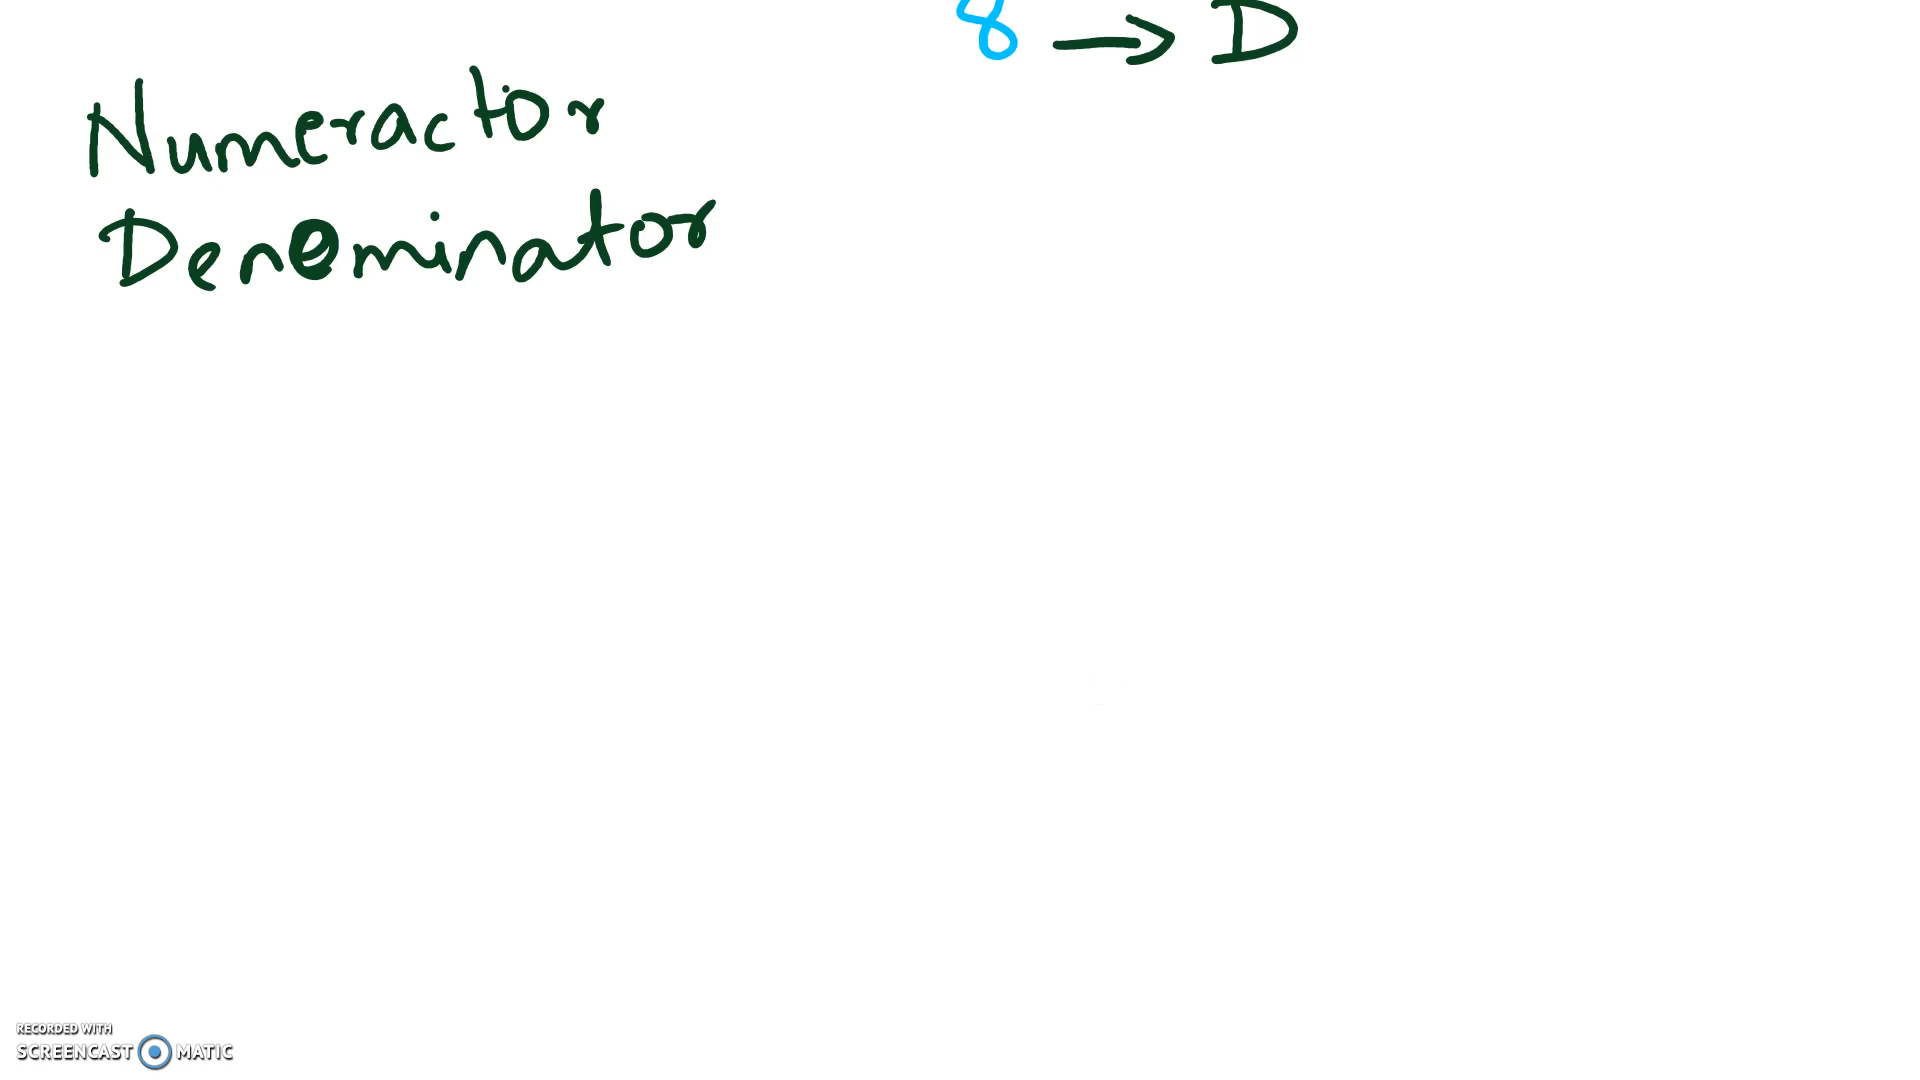 8 → D
Numeractor
Denominator
RECORDED WITH
SCREENCAST MATIC